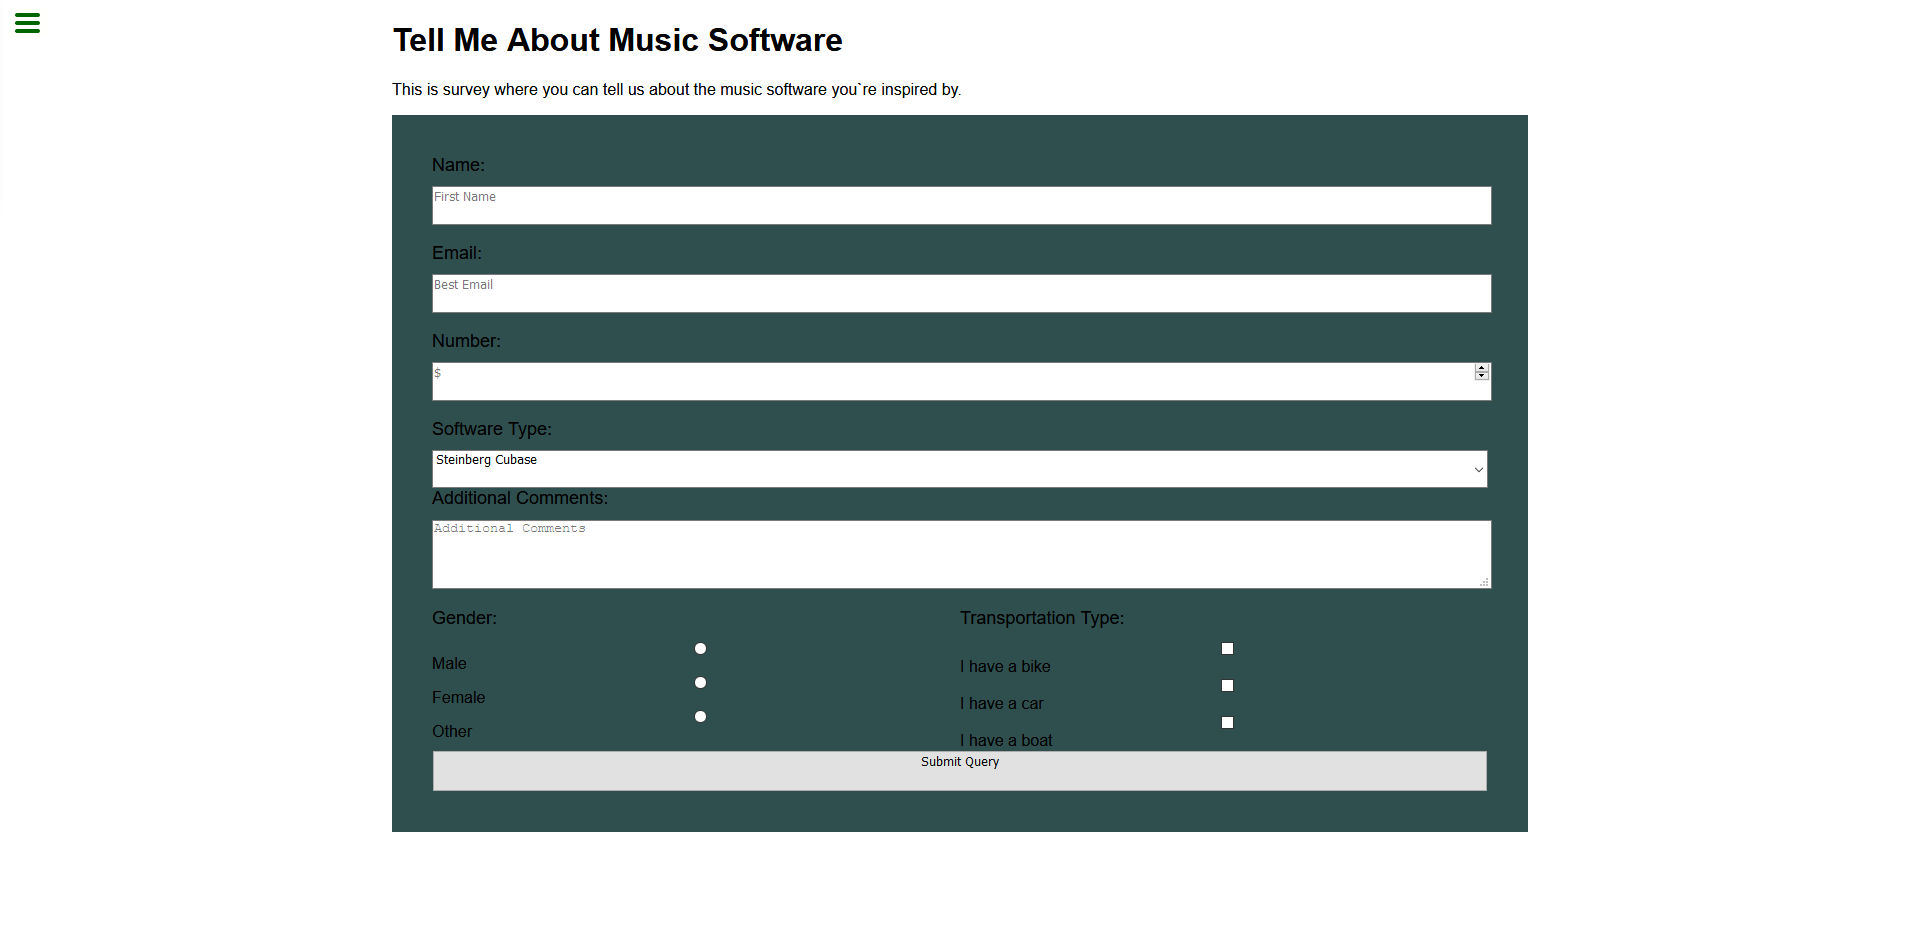 Tell Me About Music Software
This is survey where you can tell us about the music software you`re inspired by.
Name:
First Name
Email:
Best Email
Number:
$
Software Type:
Steinberg Cubase
Additional Comments:
Additional Comments
Gender:
Male
Female
Other
Transportation Type:
I have a bike
I have a car
I have a boat
Submit Query